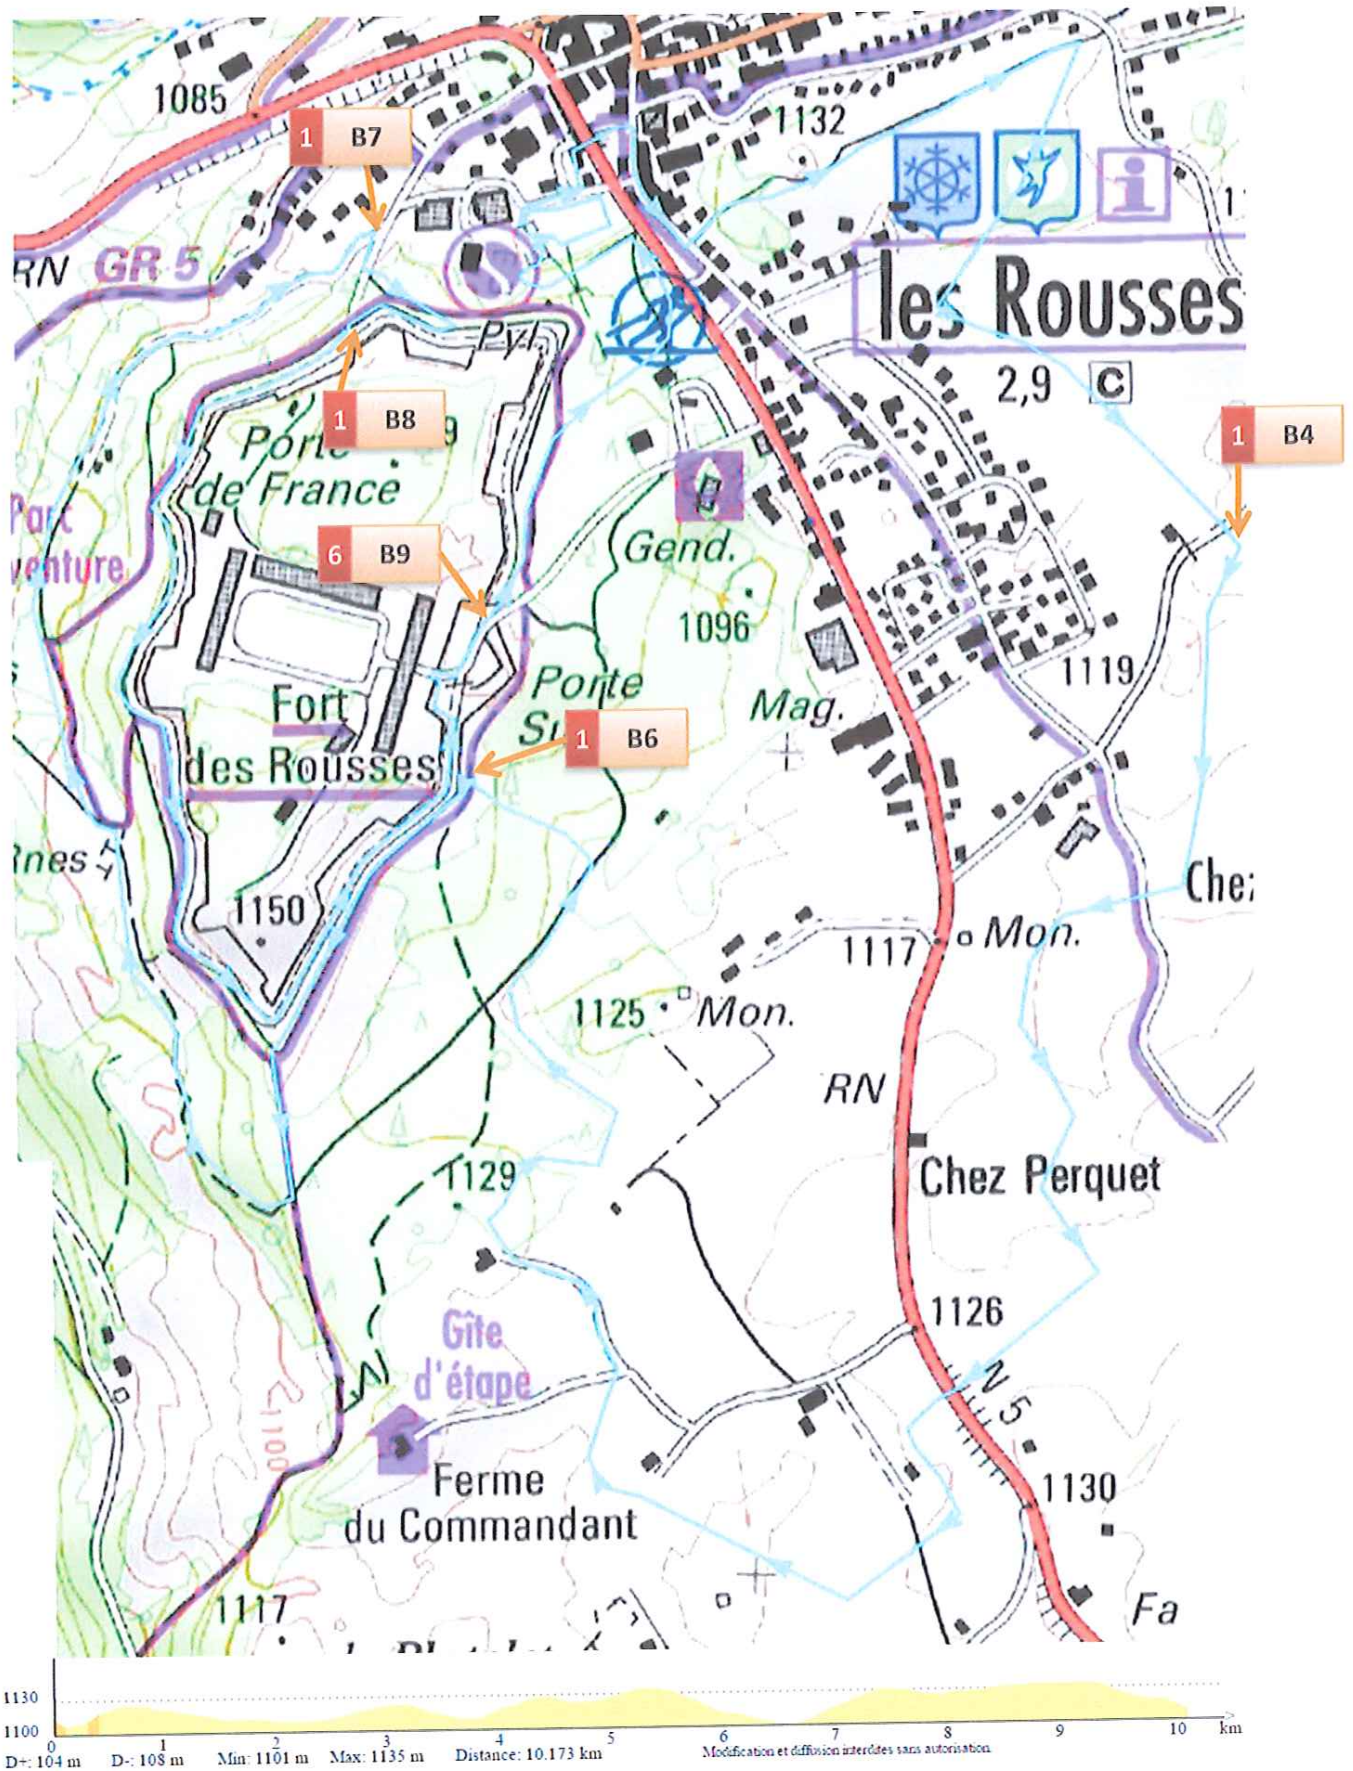 1085
1 B7
1132
RN GR 5
les Rousses
Pyl.
2,9 C
1 B8
1 B4
Porte
de France
Gend.
6 B9
1096
1119
Porte
Fort
Mag.
1 B6
des Rousses
1150
1117 Mon.
1125 Mon.
RN
1129
Chez Perquet
1126
Gîte
d'étape
N 5
1100
Ferme
du Commandant
1130
1117
Fa
1130
1100
0 1 2 3 4 5 6 7 8 9 10 km
D+: 104 m D-: 108 m Min: 1101 m Max: 1135 m Distance: 10.173 km Modification et diffusion interdites sans autorisation